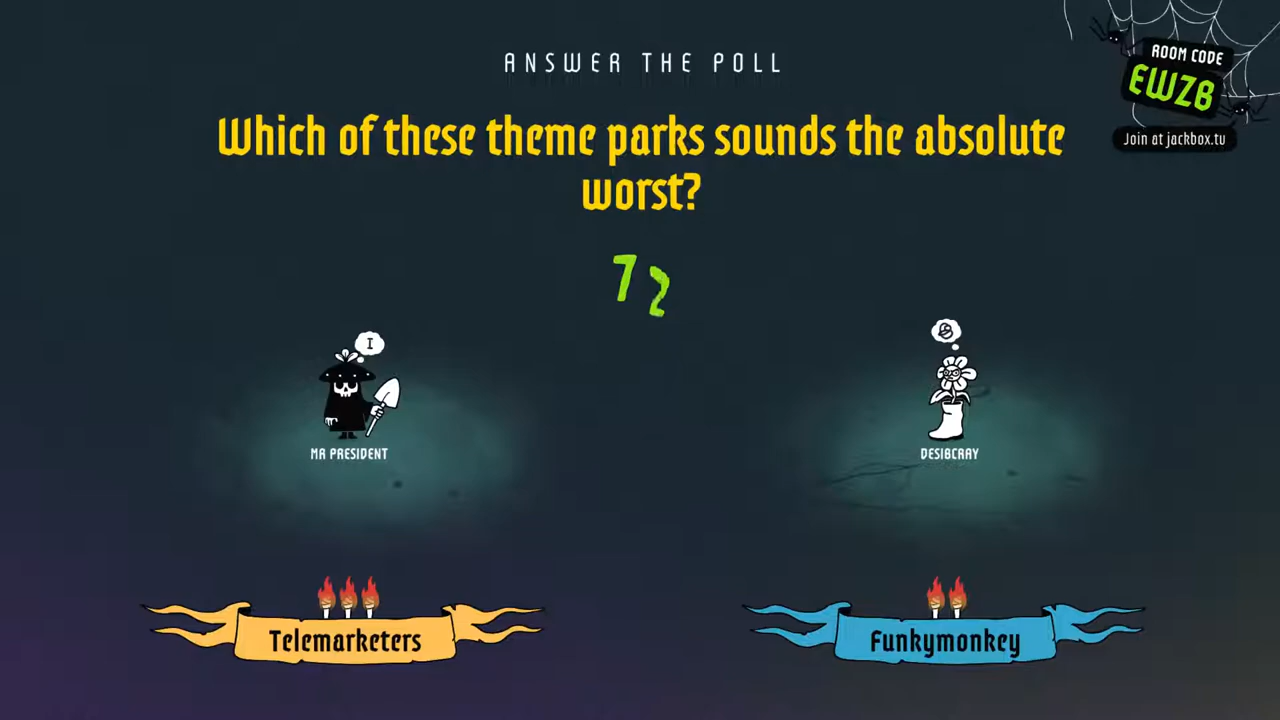 ANSWER THE POLL
ROOM CODE
EWZB
Join at jackbox.tv
Which of these theme parks sounds the absolute
worst?
72
I
MR PRESIDENT
DESIBCRAY
Telemarketers
Funkymonkey